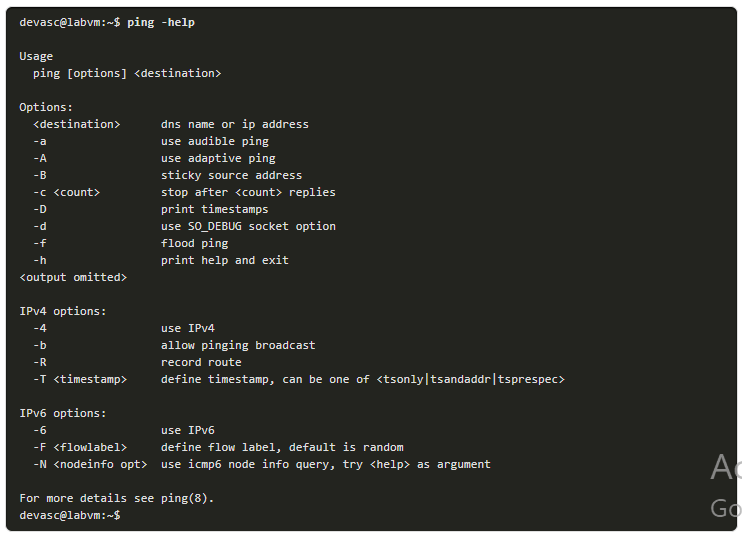 devasc@labvm:~$ ping -help
Usage
ping [options] <destination>
Options:
<destination> dns name or ip address
-a use audible ping
-A use adaptive ping
-B sticky source address
-c <count> stop after <count> replies
-D print timestamps
-d use SO_DEBUG socket option
-f flood ping
-h print help and exit
<output omitted>
IPv4 options:
-4 use IPv4
-b allow pinging broadcast
-R record route
-T <timestamp> define timestamp, can be one of <tsonly|tsandaddr|tsprespec>
IPv6 options:
-6 use IPv6
-F <flowlabel> define flow label, default is random
-N <nodeinfo opt> use icmp6 node info query, try <help> as argument
For more details see ping(8).
devasc@labvm:~$